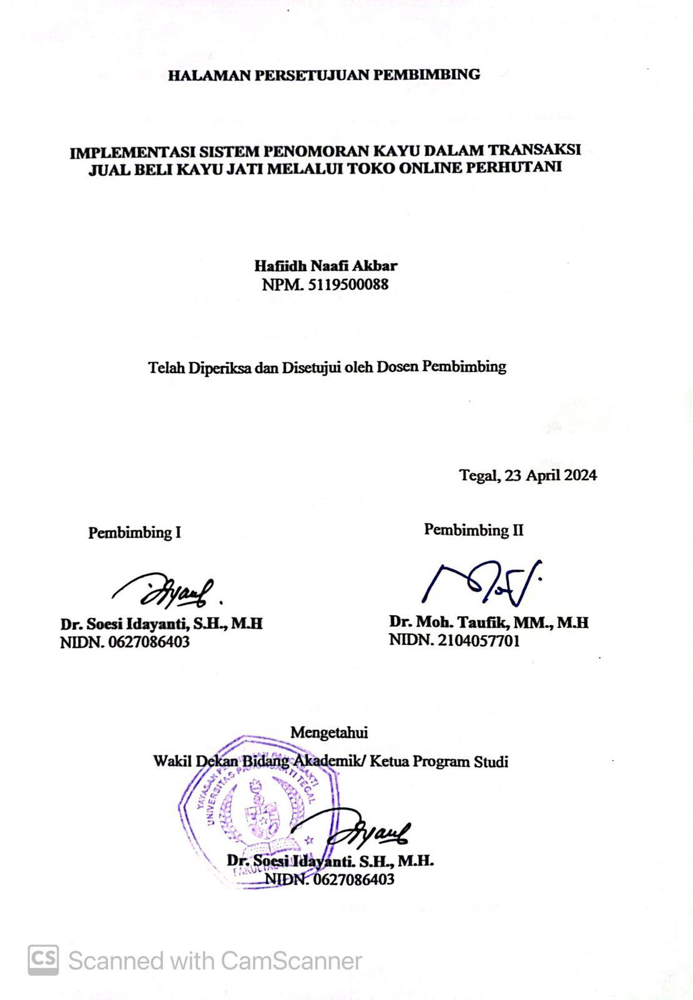 HALAMAN PERSETUJUAN PEMBIMBING
IMPLEMENTASI SISTEM PENOMORAN KAYU DALAM TRANSAKSI
JUAL BELI KAYU JATI MELALUI TOKO ONLINE PERHUTANI
Hafiidh Naafi Akbar
NPM. 5119500088
Telah Diperiksa dan Disetujui oleh Dosen Pembimbing
Tegal, 23 April 2024
Pembimbing I
Pembimbing II
Dr. Soesi Idayanti, S.H., M.H
NIDN. 0627086403
Dr. Moh. Taufik, MM., M.H
NIDN. 2104057701
Mengetahui
Wakil Dekan Bidang Akademik/ Ketua Program Studi
YAYASAN PENDIDIKAN PANCASAKTI
UNIVERSITAS PANCASAKTI TEGAL
FAKULTAS HUKUM
Dr. Soesi Idayanti. S.H., M.H.
NIDN. 0627086403
CS Scanned with CamScanner